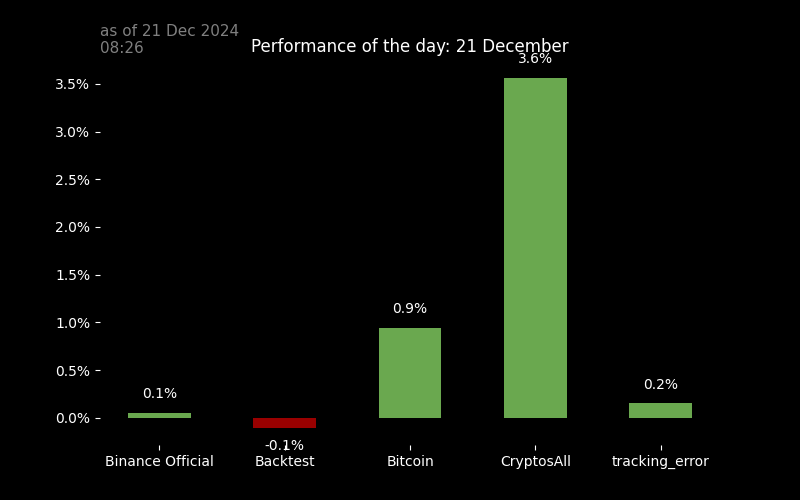 as of 21 Dec 2024
08:26
Performance of the day: 21 December
3.6%
3.5%
3.0%
2.5%
2.0%
1.5%
1.0%
0.5%
0.0%
0.1%
-0.1%
0.9%
0.2%
Binance Official
Backtest
Bitcoin
CryptosAll
tracking_error